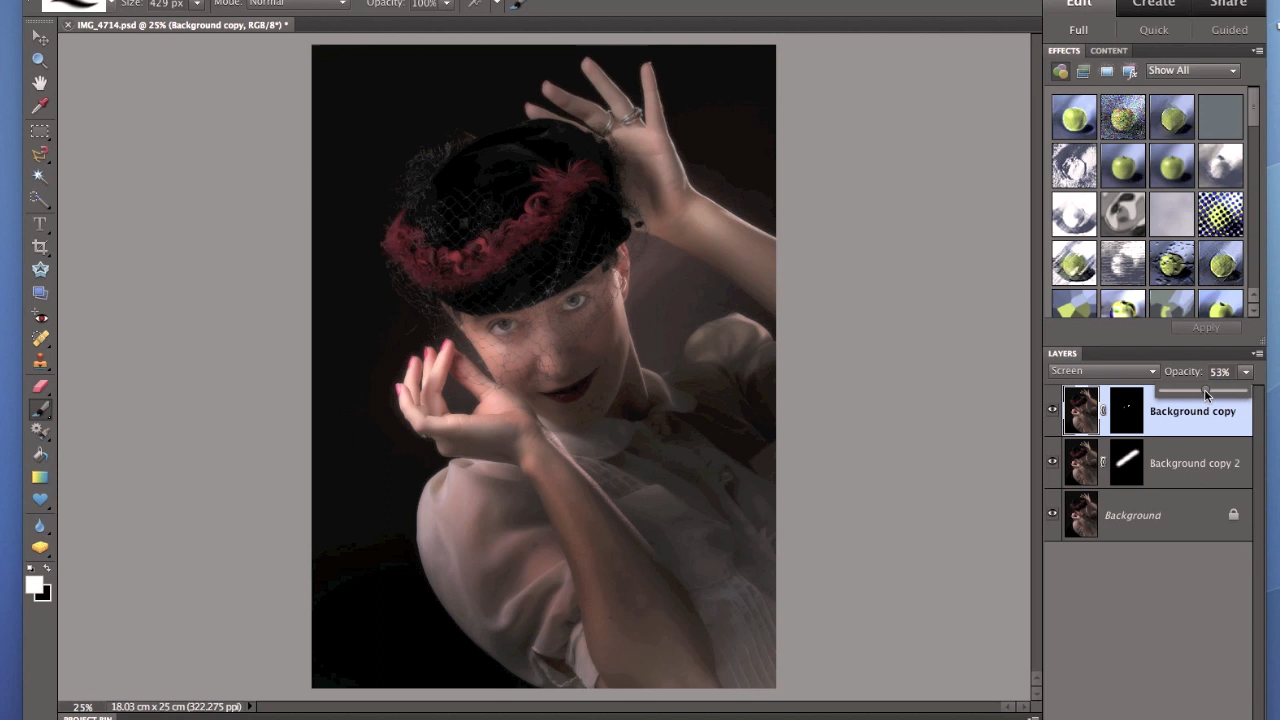 Size: 429 px Mode: Normal Opacity: 100%
Edit Create Share
IMG_4714.psd @ 25% (Background copy, RGB/8*) *
Full Quick Guided
EFFECTS CONTENT
Show All
Apply
LAYERS
Screen Opacity: 53%
Background copy
Background copy 2
Background
25% 18.03 cm x 25 cm (322.275 ppi)
PROJECT BIN